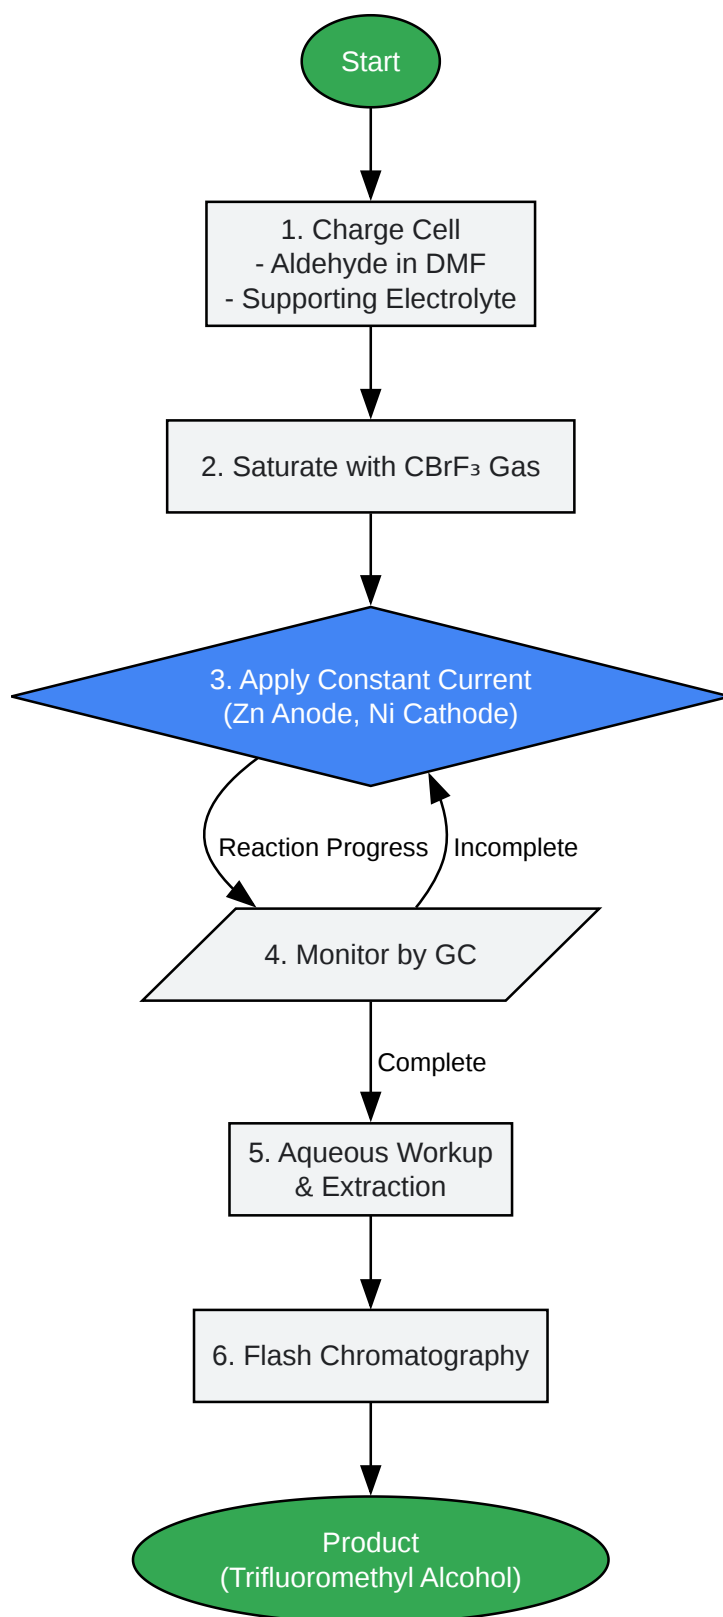 Start
1. Charge Cell
- Aldehyde in DMF
- Supporting Electrolyte
2. Saturate with CBrF₃ Gas
3. Apply Constant Current
(Zn Anode, Ni Cathode)
Reaction Progress
Incomplete
4. Monitor by GC
Complete
5. Aqueous Workup
& Extraction
6. Flash Chromatography
Product
(Trifluoromethyl Alcohol)